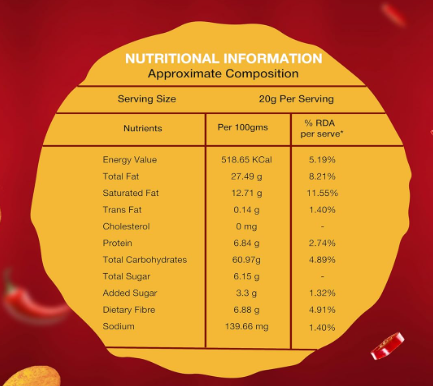 NUTRITIONAL INFORMATION
Approximate Composition
Serving Size 20g Per Serving
Nutrients Per 100gms % RDA per serve*
Energy Value 518.65 KCal 5.19%
Total Fat 27.49 g 8.21%
Saturated Fat 12.71 g 11.55%
Trans Fat 0.14 g 1.40%
Cholesterol 0 mg -
Protein 6.84 g 2.74%
Total Carbohydrates 60.97g 4.89%
Total Sugar 6.15 g -
Added Sugar 3.3 g 1.32%
Dietary Fibre 6.88 g 4.91%
Sodium 139.66 mg 1.40%